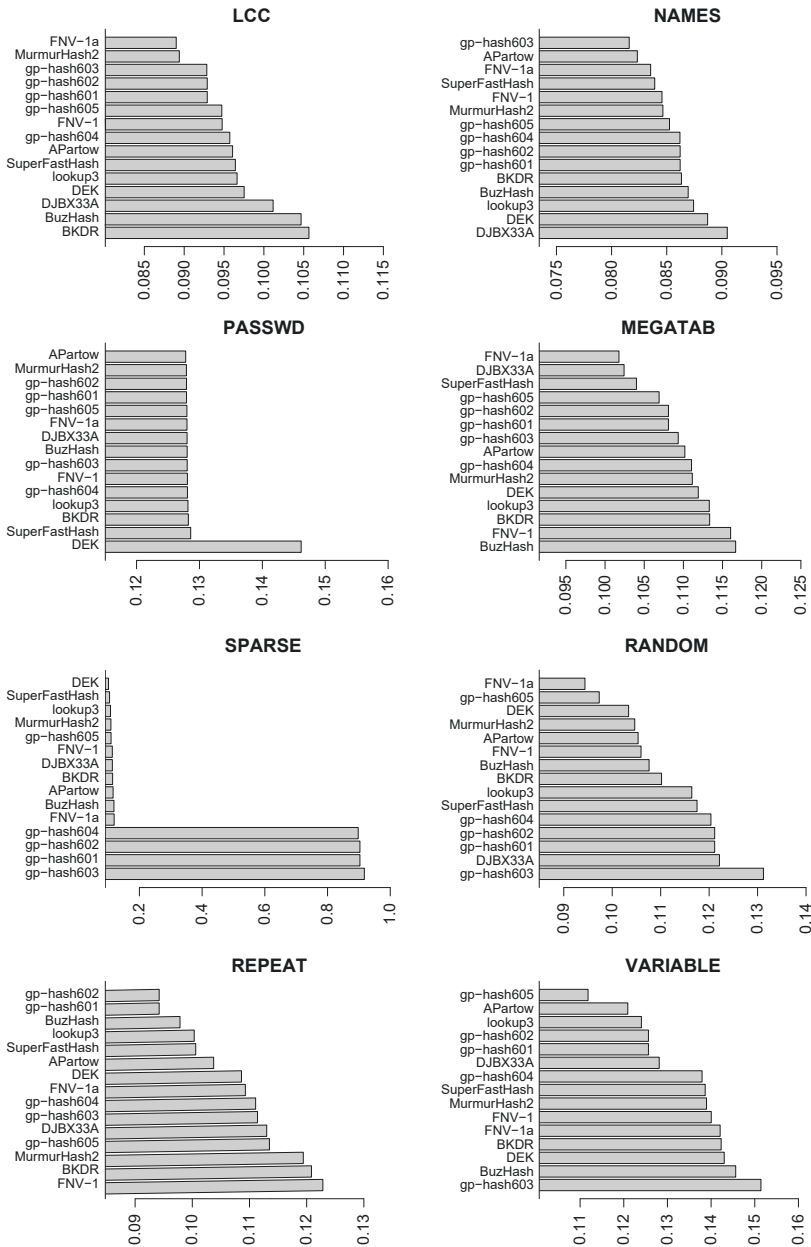 LCC
FNV−1a
MurmurHash2
gp−hash603
gp−hash602
gp−hash601
gp−hash605
FNV−1
gp−hash604
APartow
SuperFastHash
lookup3
DEK
DJBX33A
BuzHash
BKDR
0.085
0.090
0.095
0.100
0.105
0.110
0.115
NAMES
gp−hash603
APartow
FNV−1a
SuperFastHash
FNV−1
MurmurHash2
gp−hash605
gp−hash604
gp−hash602
gp−hash601
BKDR
BuzHash
lookup3
DEK
DJBX33A
0.075
0.080
0.085
0.090
0.095
PASSWD
APartow
MurmurHash2
gp−hash602
gp−hash601
gp−hash605
FNV−1a
DJBX33A
BuzHash
gp−hash603
FNV−1
gp−hash604
lookup3
BKDR
SuperFastHash
DEK
0.12
0.13
0.14
0.15
0.16
MEGATAB
FNV−1a
DJBX33A
SuperFastHash
gp−hash605
gp−hash602
gp−hash601
gp−hash603
APartow
gp−hash604
MurmurHash2
DEK
lookup3
BKDR
FNV−1
BuzHash
0.095
0.100
0.105
0.110
0.115
0.120
0.125
SPARSE
DEK
SuperFastHash
lookup3
MurmurHash2
gp−hash605
FNV−1
DJBX33A
BKDR
APartow
BuzHash
FNV−1a
gp−hash604
gp−hash602
gp−hash601
gp−hash603
0.2
0.4
0.6
0.8
1.0
RANDOM
FNV−1a
gp−hash605
DEK
MurmurHash2
APartow
FNV−1
BuzHash
BKDR
lookup3
SuperFastHash
gp−hash604
gp−hash602
gp−hash601
DJBX33A
gp−hash603
0.09
0.10
0.11
0.12
0.13
0.14
REPEAT
gp−hash602
gp−hash601
BuzHash
lookup3
SuperFastHash
APartow
DEK
FNV−1a
gp−hash604
gp−hash603
DJBX33A
gp−hash605
MurmurHash2
BKDR
FNV−1
0.09
0.10
0.11
0.12
0.13
VARIABLE
gp−hash605
APartow
lookup3
gp−hash602
gp−hash601
DJBX33A
gp−hash604
SuperFastHash
MurmurHash2
FNV−1
FNV−1a
BKDR
DEK
BuzHash
gp−hash603
0.11
0.12
0.13
0.14
0.15
0.16